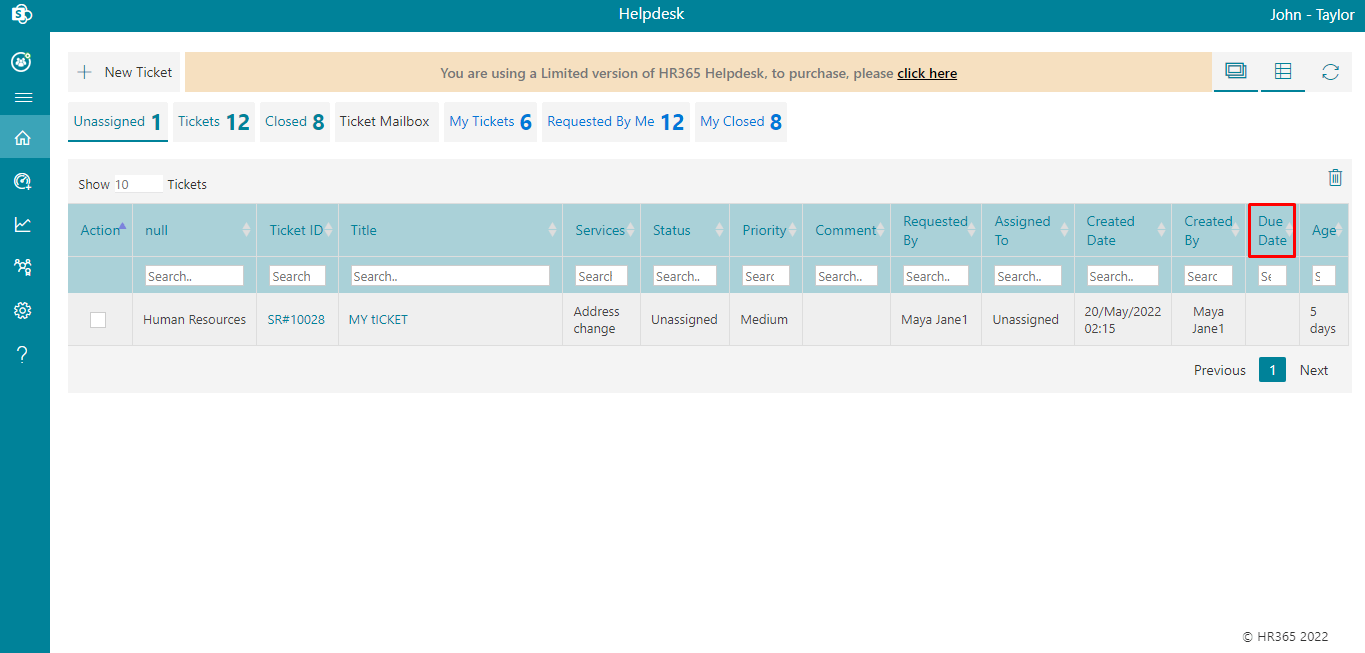 Helpdesk
John - Taylor
New Ticket
You are using a Limited version of HR365 Helpdesk, to purchase, please click here
Unassigned 1
Tickets 12
Closed 8
Ticket Mailbox
My Tickets 6
Requested By Me 12
My Closed 8
Show 10 Tickets
Action
null
Ticket ID
Title
Services
Status
Priority
Comment
Requested
By
Assigned
To
Created
Date
Created
By
Due
Date
Age
Search..
Search
Search..
Search
Search..
Searc
Search..
Search..
Search..
Search..
Searc
Se
S
Human Resources
SR#10028
MY tICKET
Address
change
Unassigned
Medium
Maya Jane1
Unassigned
20/May/2022
02:15
Maya
Jane1
5
days
Previous 1 Next
© HR365 2022